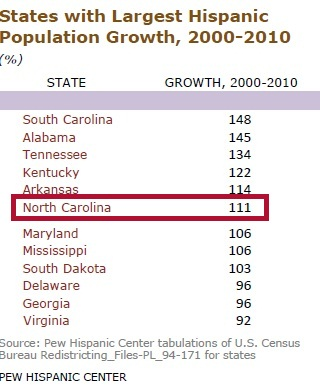 States with Largest Hispanic
Population Growth, 2000-2010
(%)
STATE GROWTH, 2000-2010
South Carolina 148
Alabama 145
Tennessee 134
Kentucky 122
Arkansas 114
North Carolina 111
Maryland 106
Mississippi 106
South Dakota 103
Delaware 96
Georgia 96
Virginia 92
Source: Pew Hispanic Center tabulations of U.S. Census
Bureau Redistricting_Files-PL_94-171 for states
PEW HISPANIC CENTER